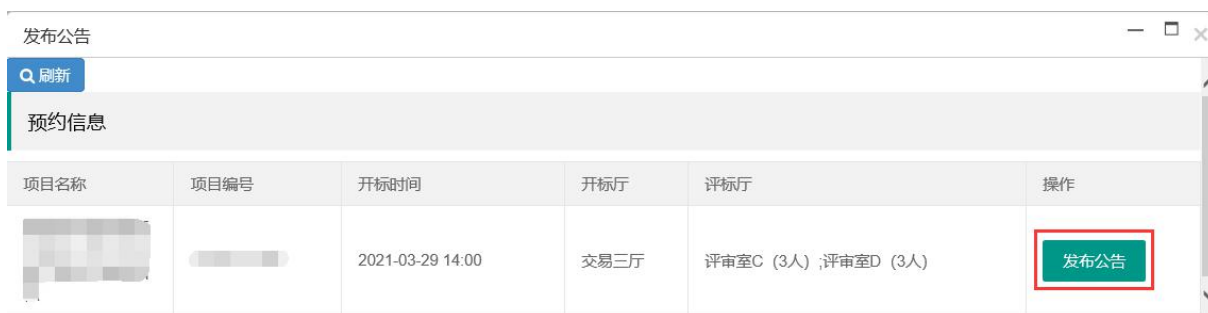 发布公告
刷新
预约信息
项目名称 项目编号 开标时间 开标厅 评标厅 操作
2021-03-29 14:00 交易三厅 评审室C (3人) ;评审室D (3人) 发布公告